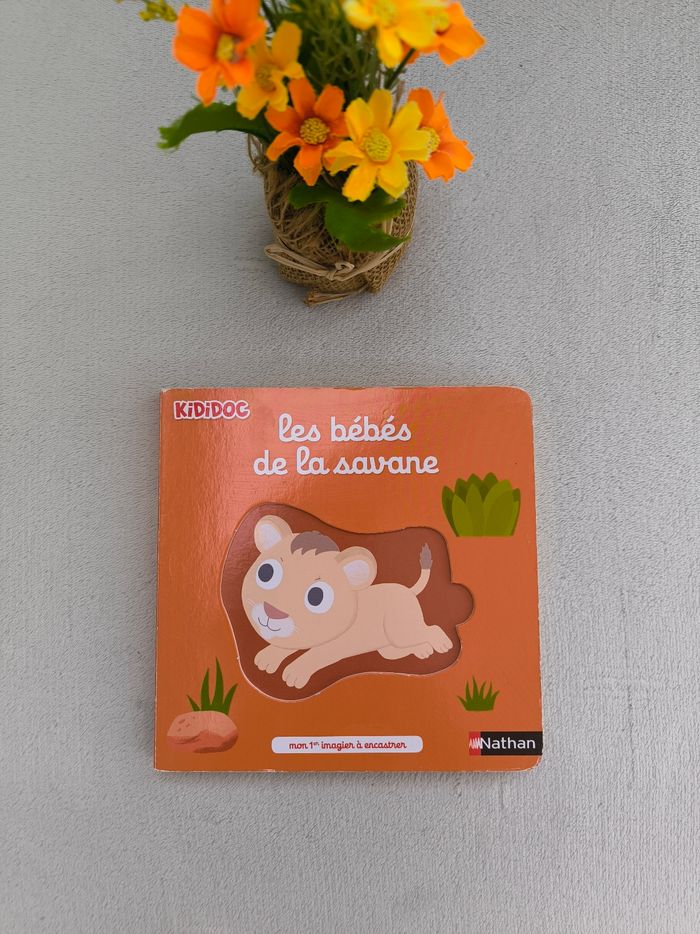 KiDiDOC
les bébés
de la savane
mon 1er imagier à encastrer
Nathan